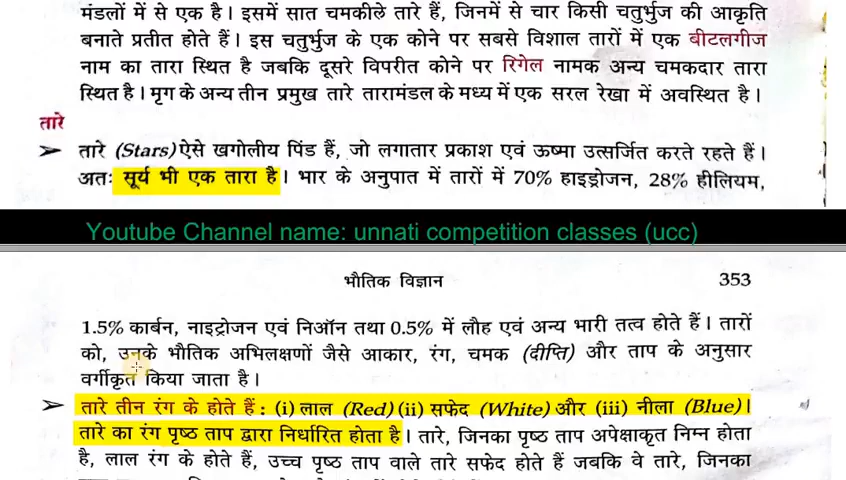 मंडलों में से एक है। इसमें सात चमकीले तारे हैं, जिनमें से चार किसी चतुर्भुज की आकृति
बनाते प्रतीत होते हैं। इस चतुर्भुज के एक कोने पर सबसे विशाल तारों में एक बीटलगीज
नाम का तारा स्थित है जबकि दूसरे विपरीत कोने पर रिगेल नामक अन्य चमकदार तारा
स्थित है। मृग के अन्य तीन प्रमुख तारे तारामंडल के मध्य में एक सरल रेखा में अवस्थित है।
तारे
➤ तारे (Stars) ऐसे खगोलीय पिंड हैं, जो लगातार प्रकाश एवं ऊष्मा उत्सर्जित करते रहते हैं।
अतः सूर्य भी एक तारा है। भार के अनुपात में तारों में 70% हाइड्रोजन, 28% हीलियम,
Youtube Channel name: unnati competition classes (ucc)
भौतिक विज्ञान 353
1.5% कार्बन, नाइट्रोजन एवं निऑन तथा 0.5% में लौह एवं अन्य भारी तत्व होते हैं। तारों
को, उनके भौतिक अभिलक्षणों जैसे आकार, रंग, चमक (दीप्ति) और ताप के अनुसार
वर्गीकृत किया जाता है।
➤ तारे तीन रंग के होते हैं : (i) लाल (Red) (ii) सफेद (White) और (iii) नीला (Blue)।
तारे का रंग पृष्ठ ताप द्वारा निर्धारित होता है। तारे, जिनका पृष्ठ ताप अपेक्षाकृत निम्न होता
है, लाल रंग के होते हैं, उच्च पृष्ठ ताप वाले तारे सफेद होते हैं जबकि वे तारे, जिनका